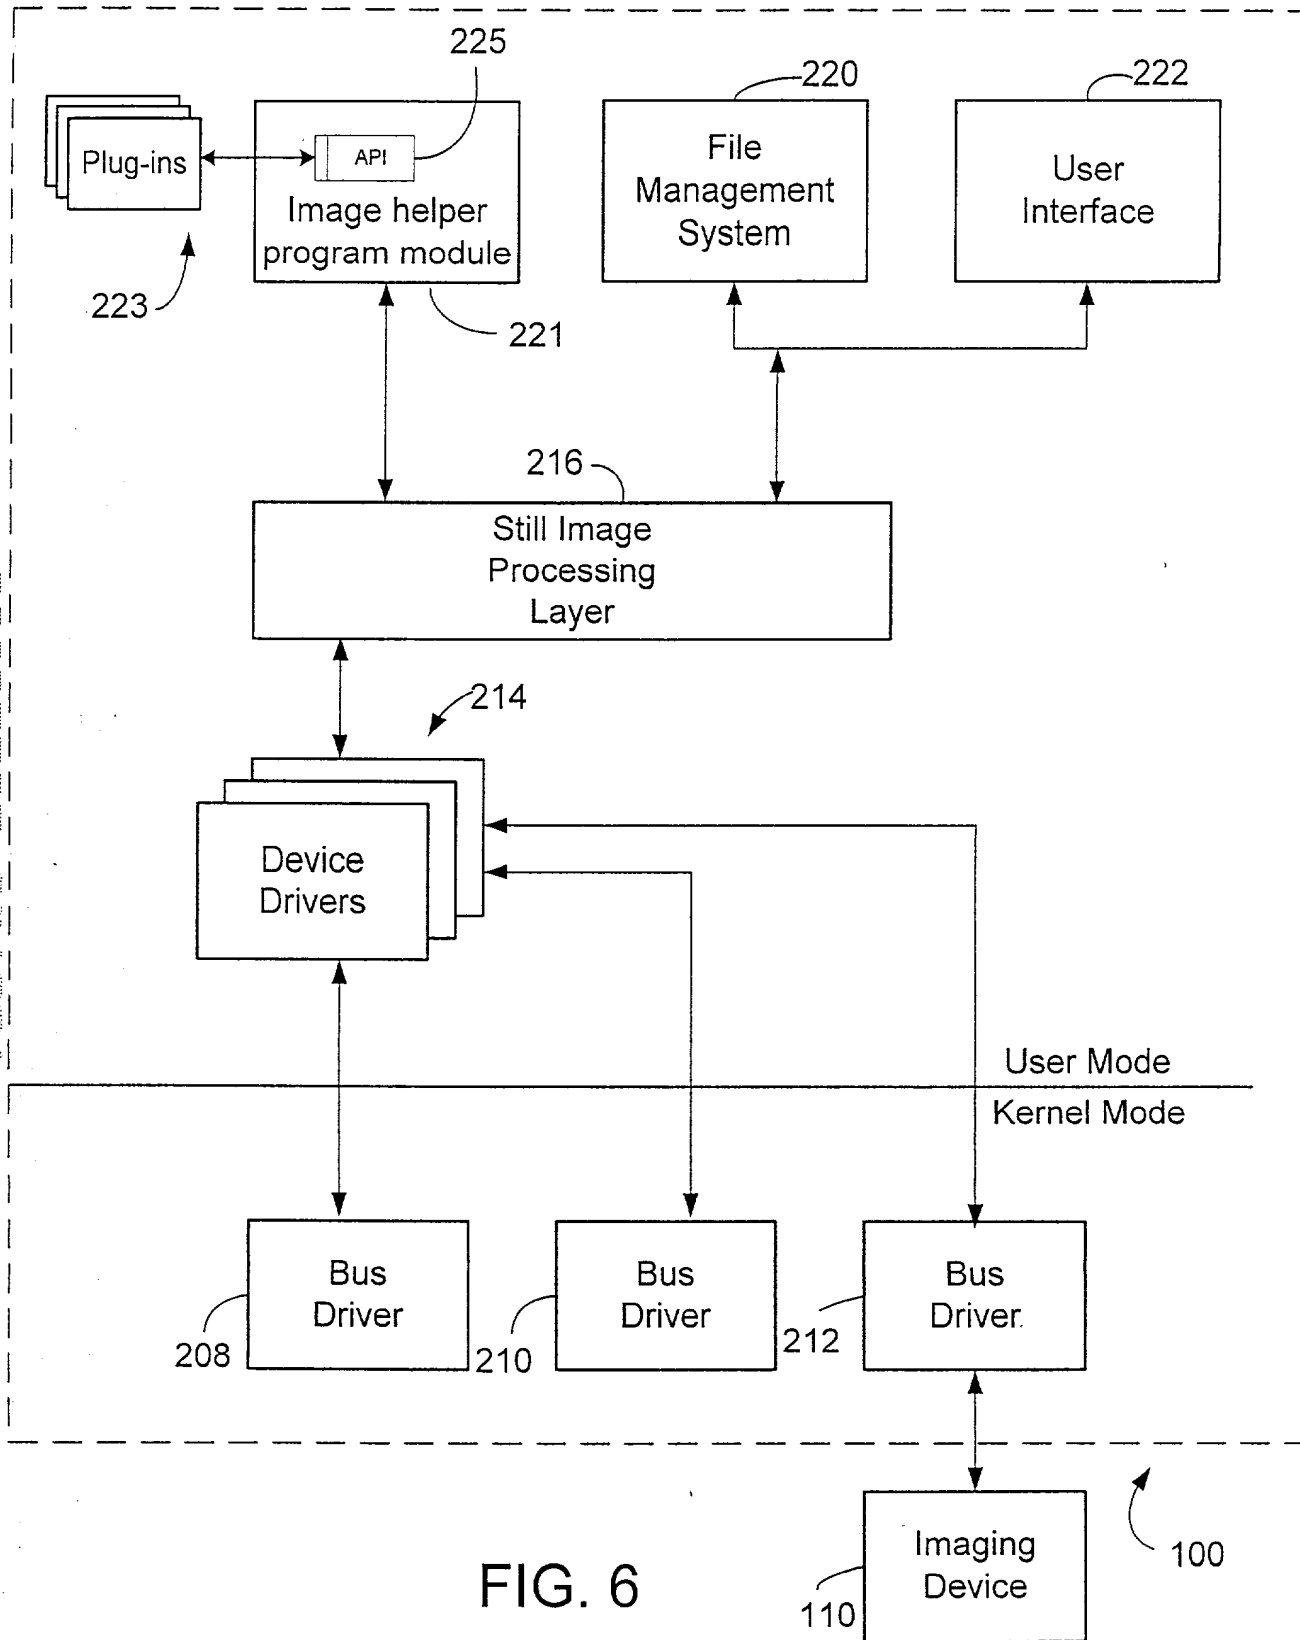 225
220
222
Plug-ins
API
Image helper
program module
File
Management
System
User
Interface
223
221
216
Still Image
Processing
Layer
214
Device
Drivers
User Mode
Kernel Mode
Bus
Driver
208
Bus
Driver
210
Bus
Driver
212
Imaging
Device
110
100
FIG. 6